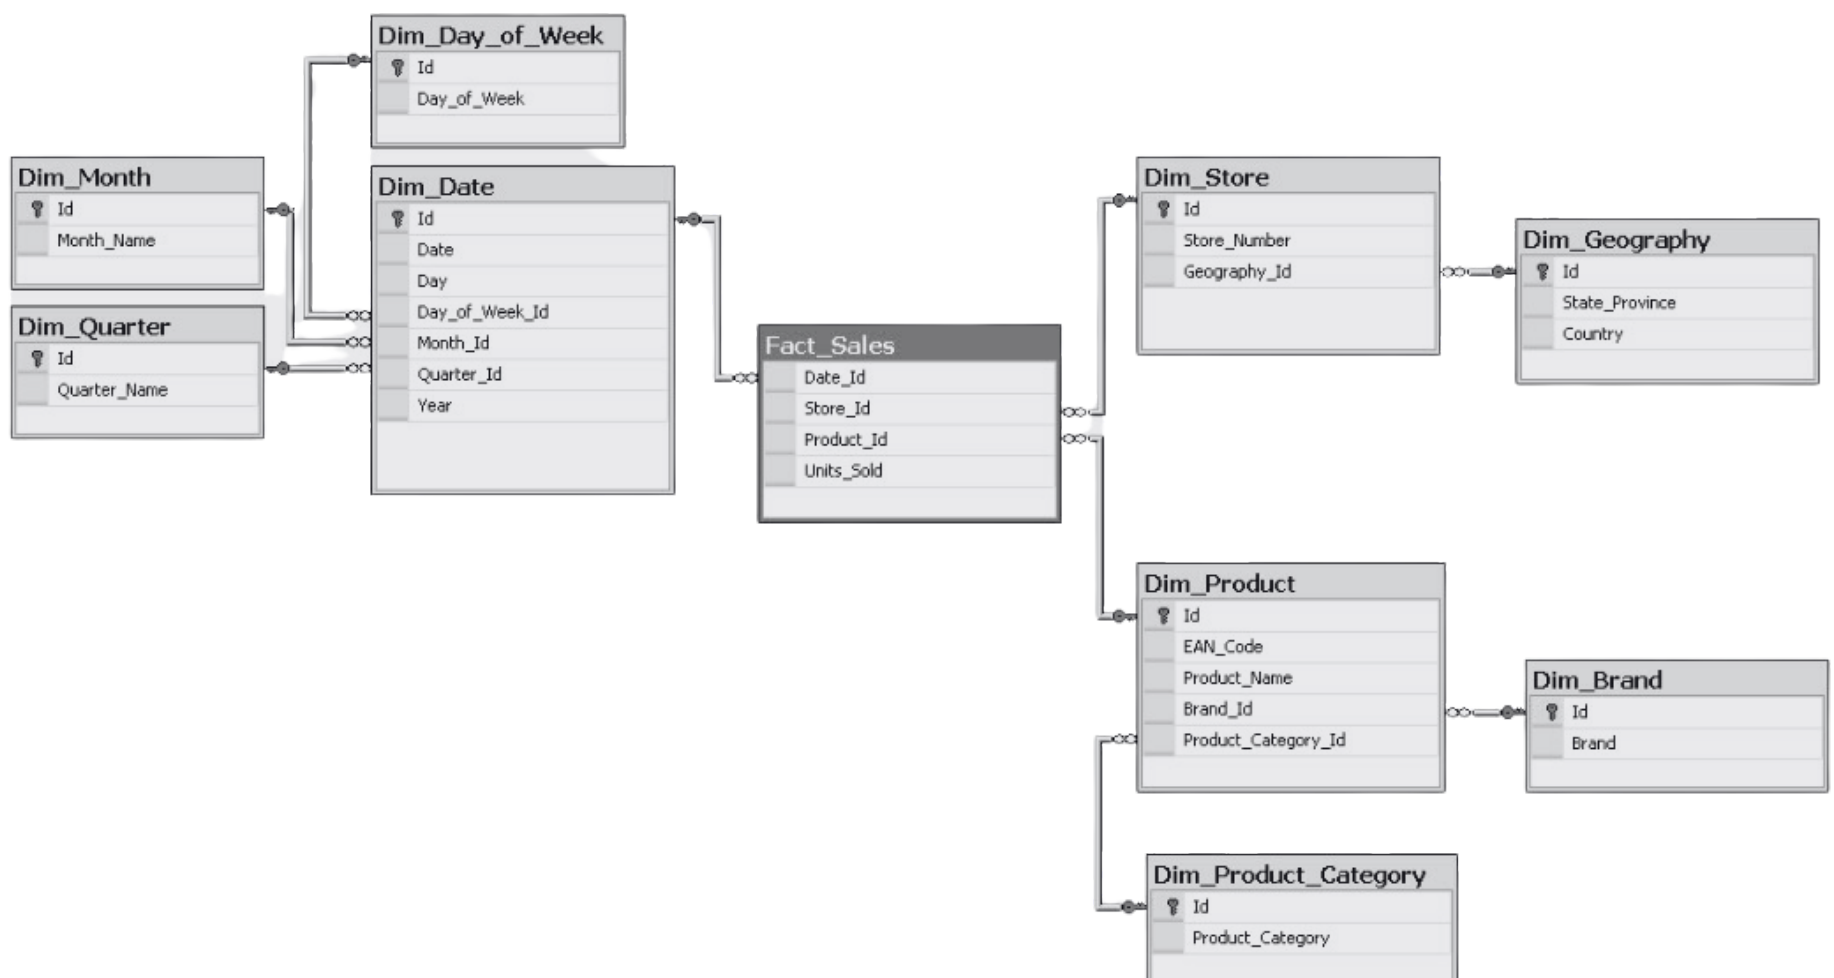 Dim_Day_of_Week
Id
Day_of_Week
Dim_Month
Id
Month_Name
Dim_Quarter
Id
Quarter_Name
Dim_Date
Id
Date
Day
Day_of_Week_Id
Month_Id
Quarter_Id
Year
Fact_Sales
Date_Id
Store_Id
Product_Id
Units_Sold
Dim_Store
Id
Store_Number
Geography_Id
Dim_Geography
Id
State_Province
Country
Dim_Product
Id
EAN_Code
Product_Name
Brand_Id
Product_Category_Id
Dim_Brand
Id
Brand
Dim_Product_Category
Id
Product_Category